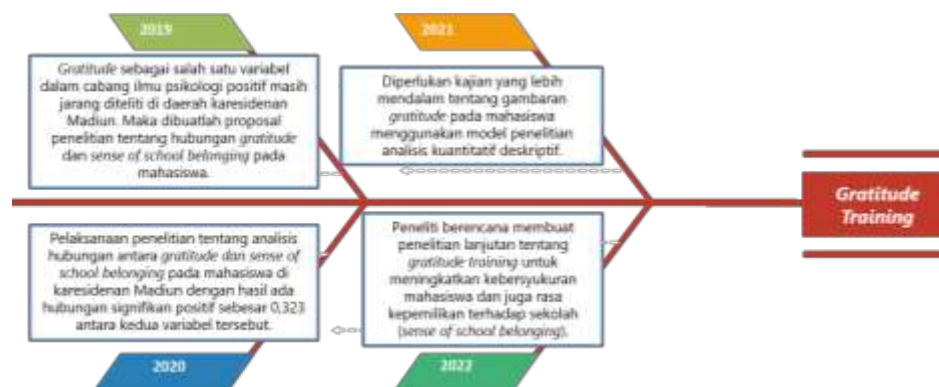 2019
Gratitude sebagai salah satu variabel
dalam cabang ilmu psikologi positif masih
jarang diteliti di daerah karesidenan
Madiun. Maka dibuatlah proposal
penelitian tentang hubungan gratitude
dan sense of school belonging pada
mahasiswa.
2021
Diperlukan kajian yang lebih
mendalam tentang gambaran
gratitude pada mahasiswa
menggunakan model penelitian
analisis kuantitatif deskriptif.
Gratitude
Training
Pelaksanaan penelitian tentang analisis
hubungan antara gratitude dan sense of
school belonging pada mahasiswa di
karesidenan Madiun dengan hasil ada
hubungan signifikan positif sebesar 0,323
antara kedua variabel tersebut.
2020
Peneliti berencana membuat
penelitian lanjutan tentang
gratitude training untuk
meningkatkan kebersyukuran
mahasiswa dan juga rasa
kepemilikan terhadap sekolah
(sense of school belonging).
2022